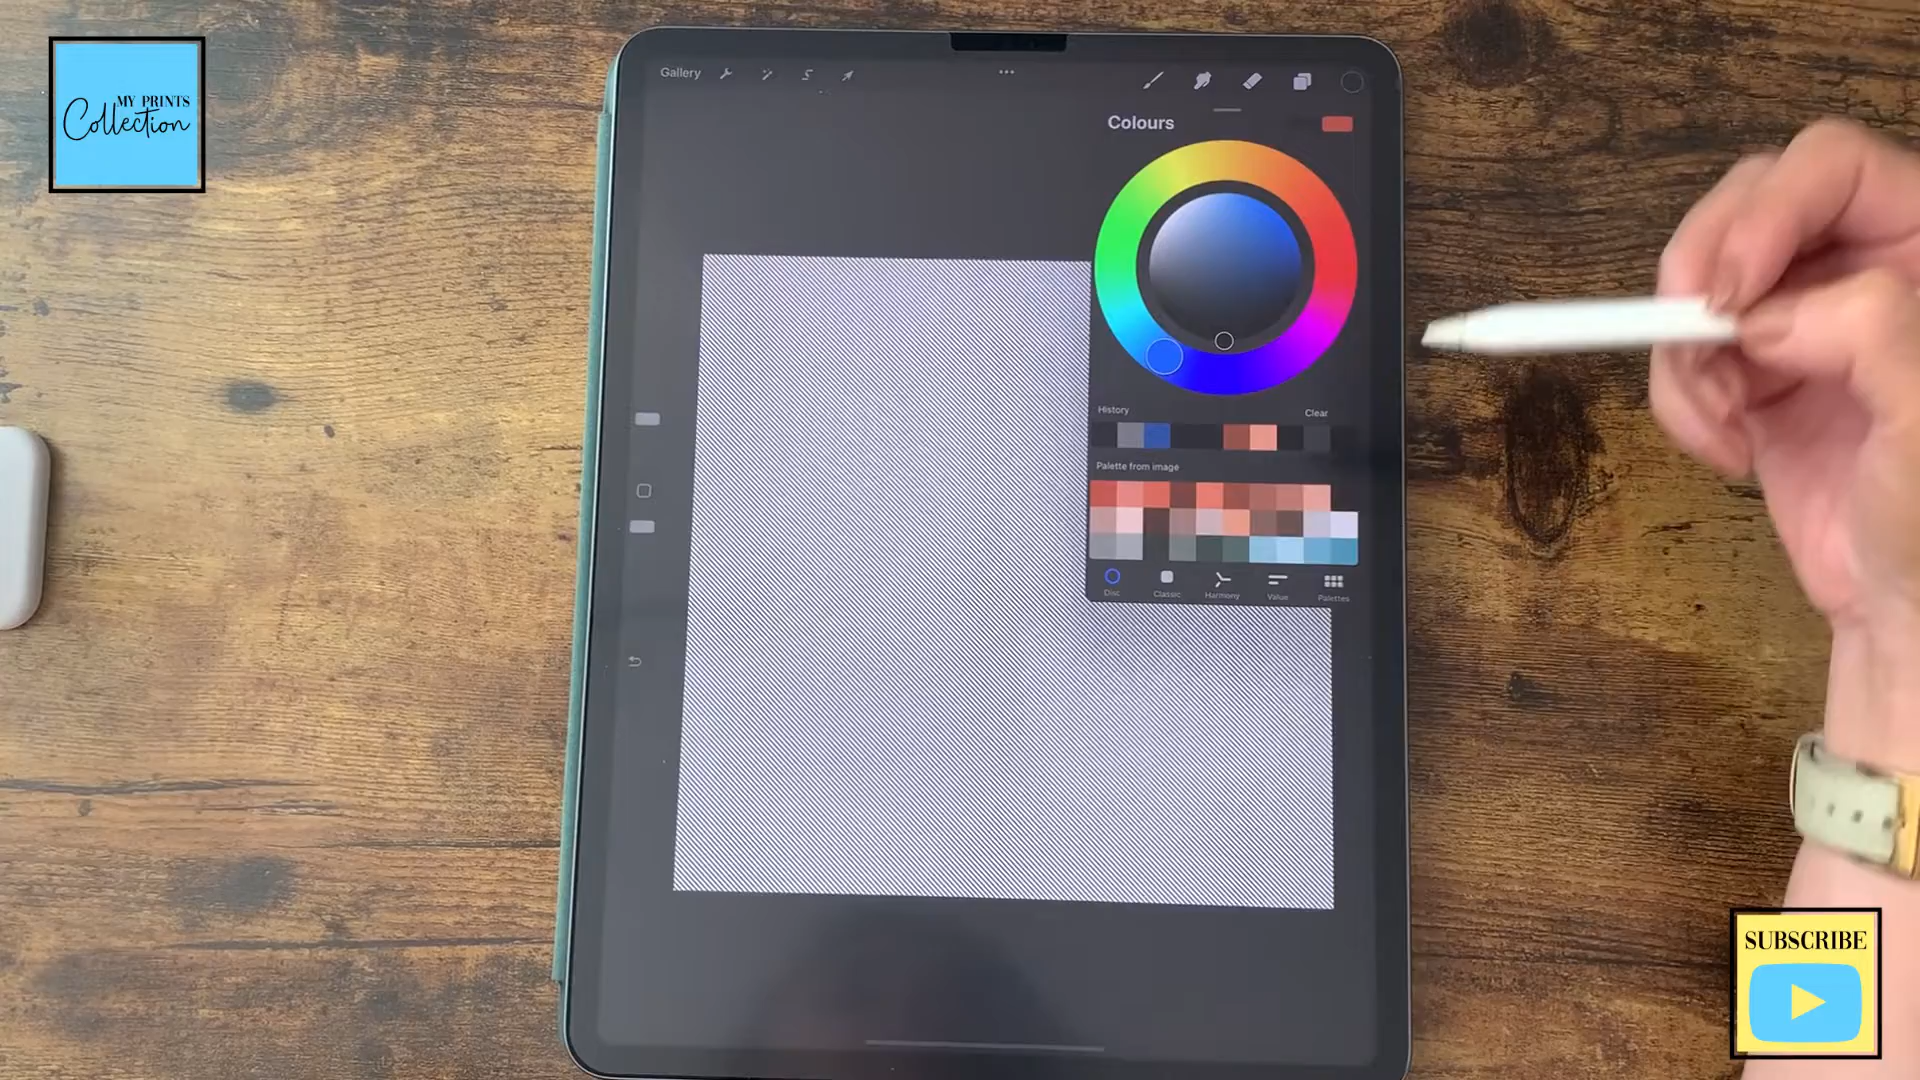 MY PRINTS
Collection
Gallery
Colours
History
Clear
Palette from image
Disc
Classic
Harmony
Value
Palettes
SUBSCRIBE